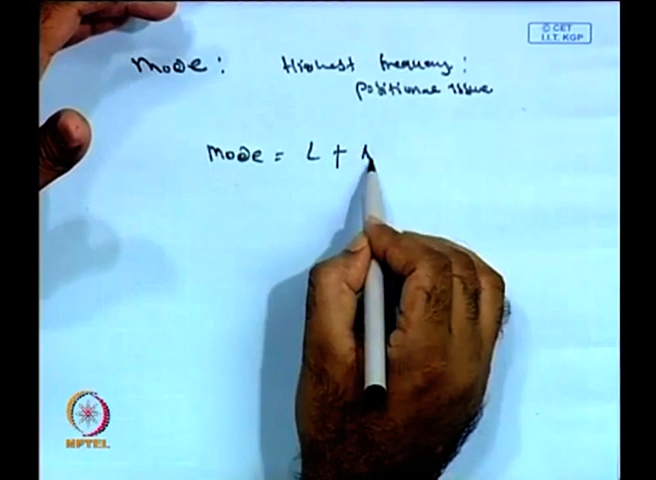 Mode : Highest frequency :
positional issue
© CET
I.I.T. KGP
Mode = L +
NPTEL